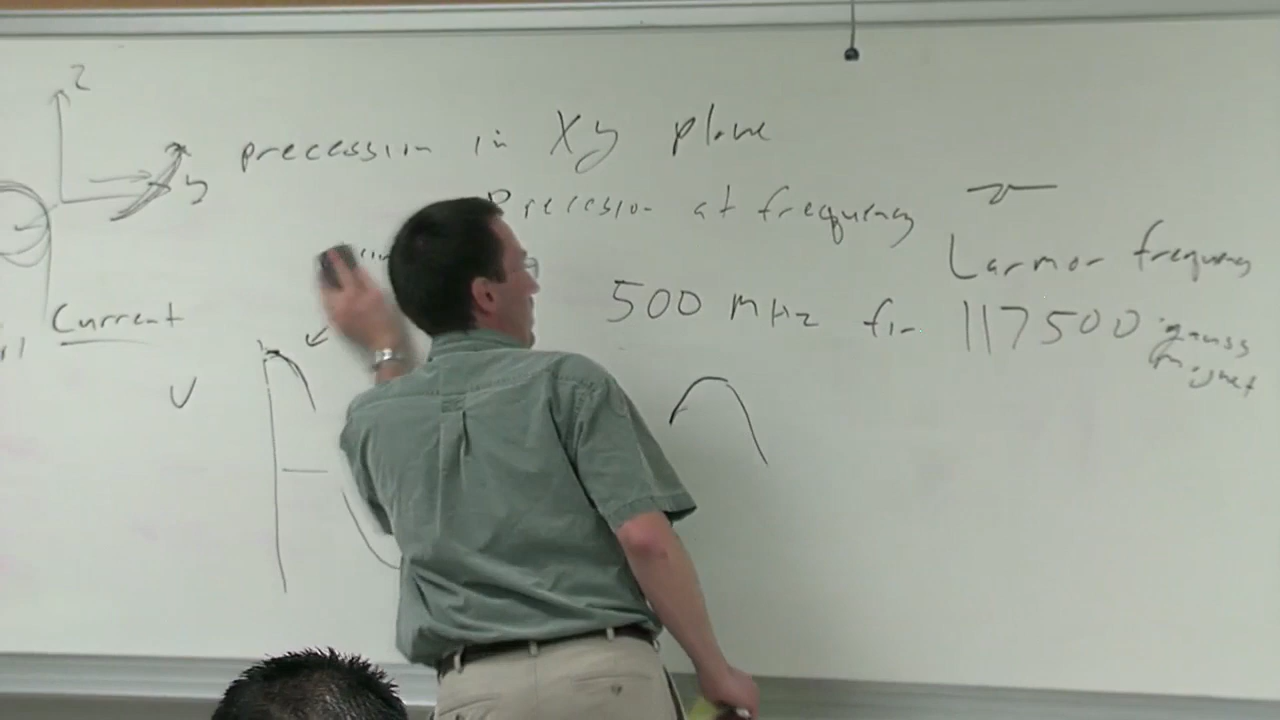 z
y
precession in Xy plane
Precession at frequency ν
Larmor frequency
500 MHz for 117500 gauss
magnet
Current
V